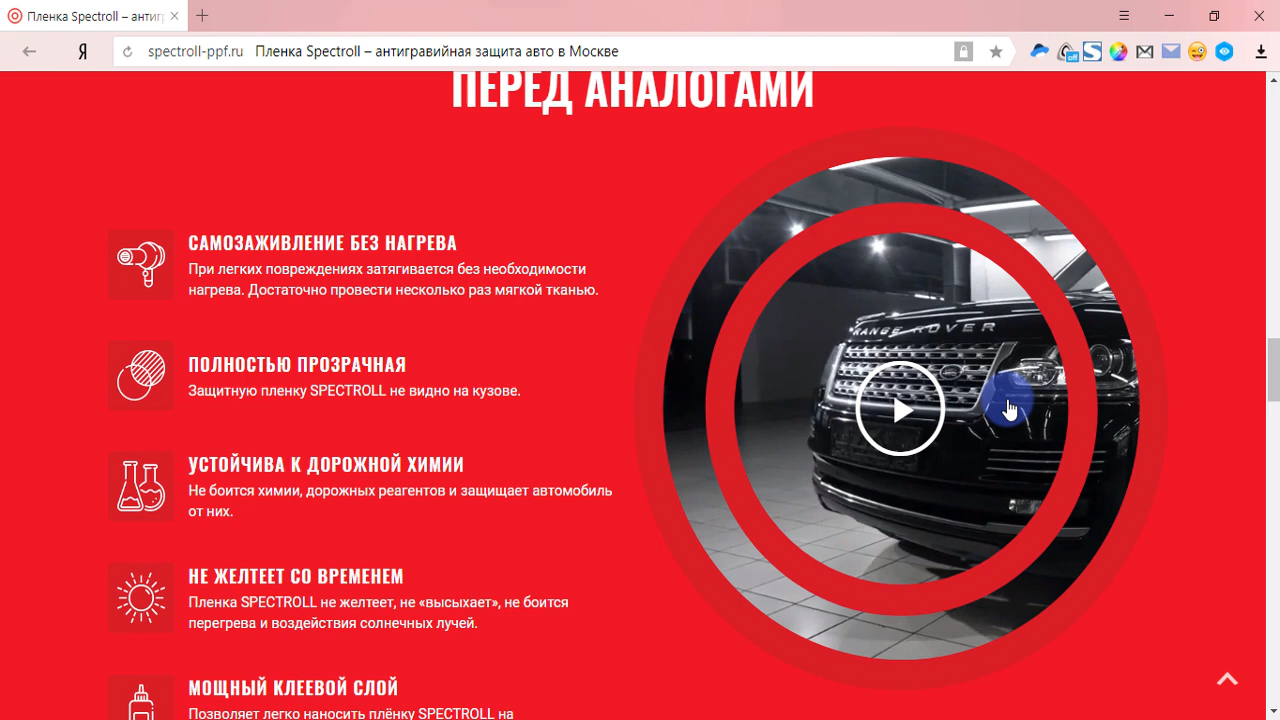 Пленка Spectroll – антигр
Я
spectroll-ppf.ru Пленка Spectroll – антигравийная защита авто в Москве
off
S
ПЕРЕД АНАЛОГАМИ
САМОЗАЖИВЛЕНИЕ БЕЗ НАГРЕВА
При легких повреждениях затягивается без необходимости
нагрева. Достаточно провести несколько раз мягкой тканью.
ПОЛНОСТЬЮ ПРОЗРАЧНАЯ
Защитную пленку SPECTROLL не видно на кузове.
УСТОЙЧИВА К ДОРОЖНОЙ ХИМИИ
Не боится химии, дорожных реагентов и защищает автомобиль
от них.
НЕ ЖЕЛТЕЕТ СО ВРЕМЕНЕМ
Пленка SPECTROLL не желтеет, не «высыхает», не боится
перегрева и воздействия солнечных лучей.
МОЩНЫЙ КЛЕЕВОЙ СЛОЙ
Позволяет легко наносить плёнку SPECTROLL на
RANGE ROVER